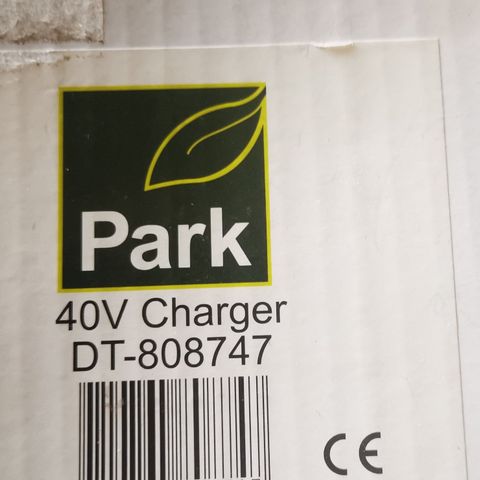 Park
40V Charger
DT-808747
CE